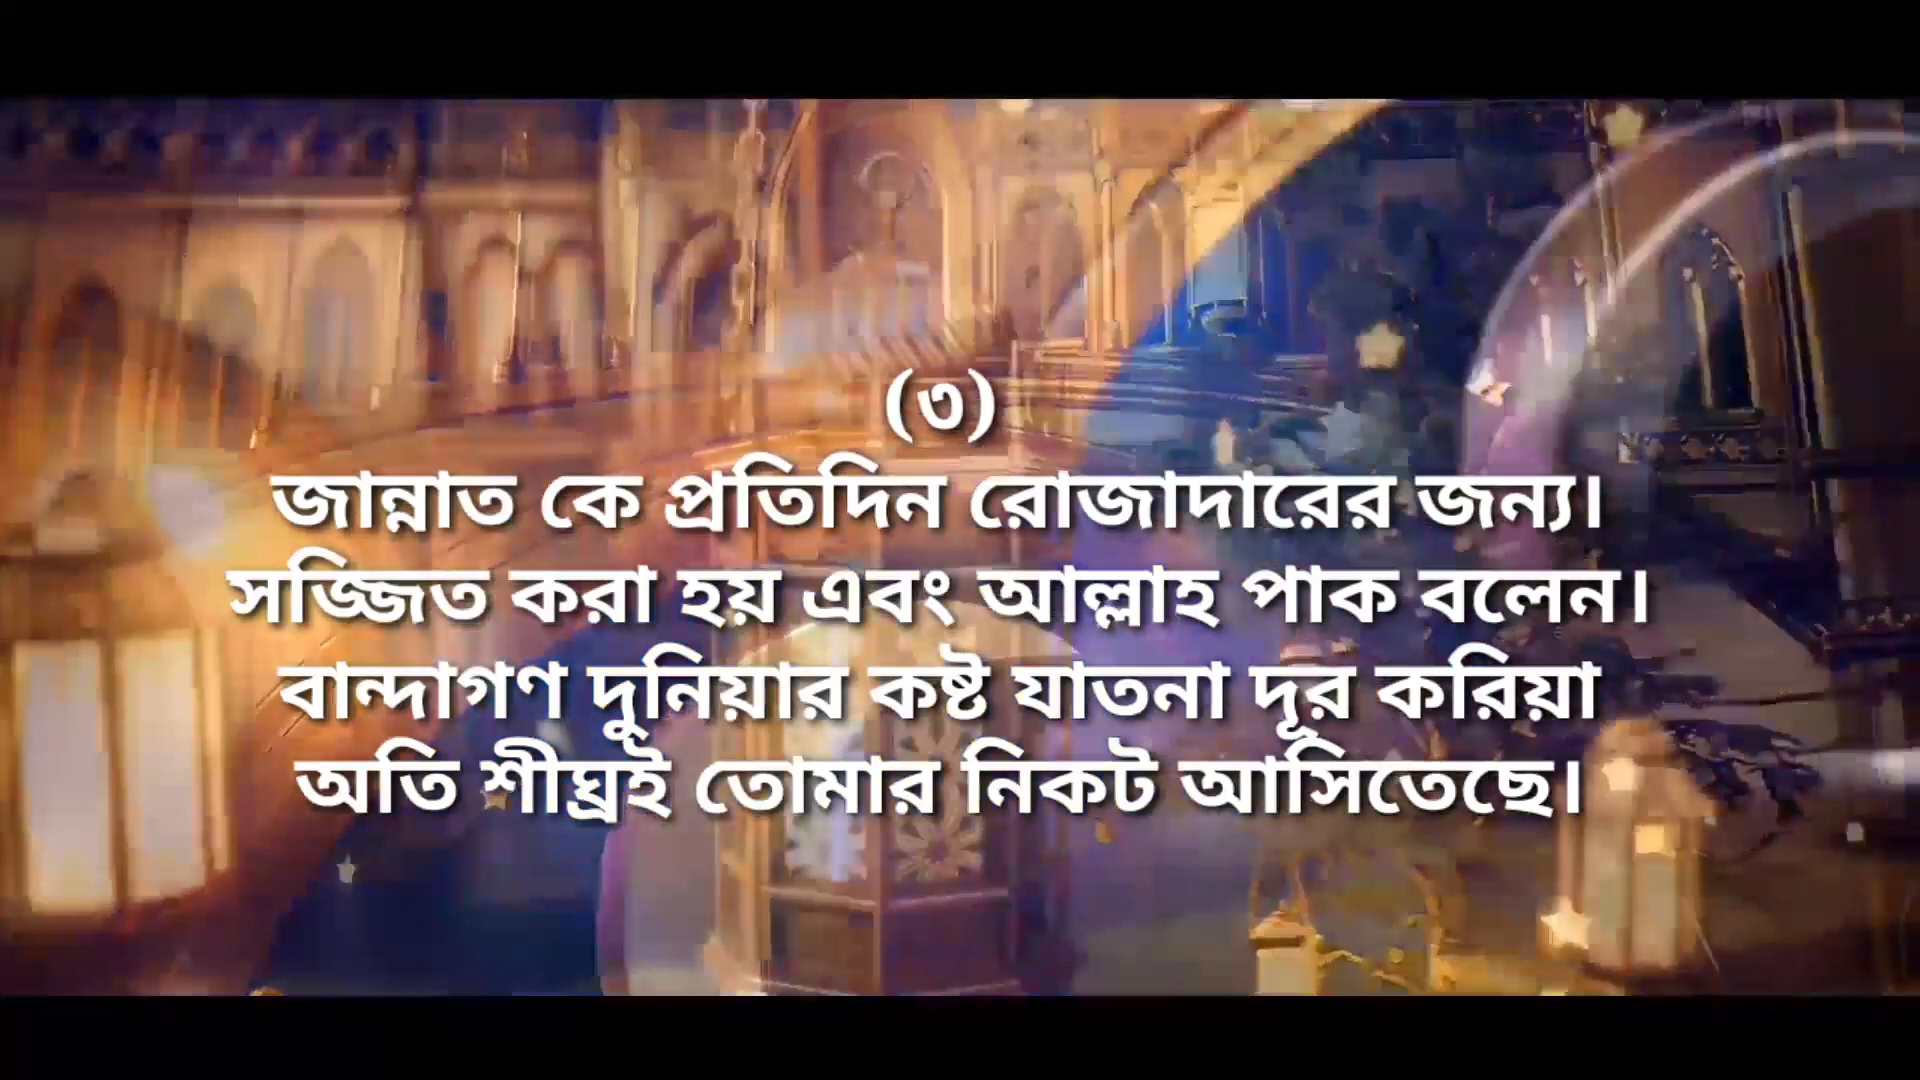 (৩)
জান্নাত কে প্রতিদিন রোজাদারের জন্য।
সজ্জিত করা হয় এবং আল্লাহ পাক বলেন।
বান্দাগণ দুনিয়ার কষ্ট যাতনা দূর করিয়া
অতি শীঘ্রই তোমার নিকট আসিতেছে।